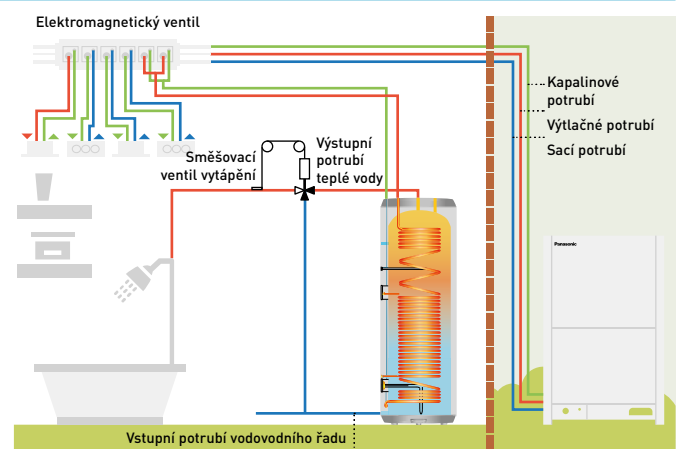 Elektromagnetický ventil
Kapalinové
potrubí
Výtlačné potrubí
Sací potrubí
Směšovací
ventil vytápění
Výstupní
potrubí
teplé vody
Panasonic
Vstupní potrubí vodovodního řadu